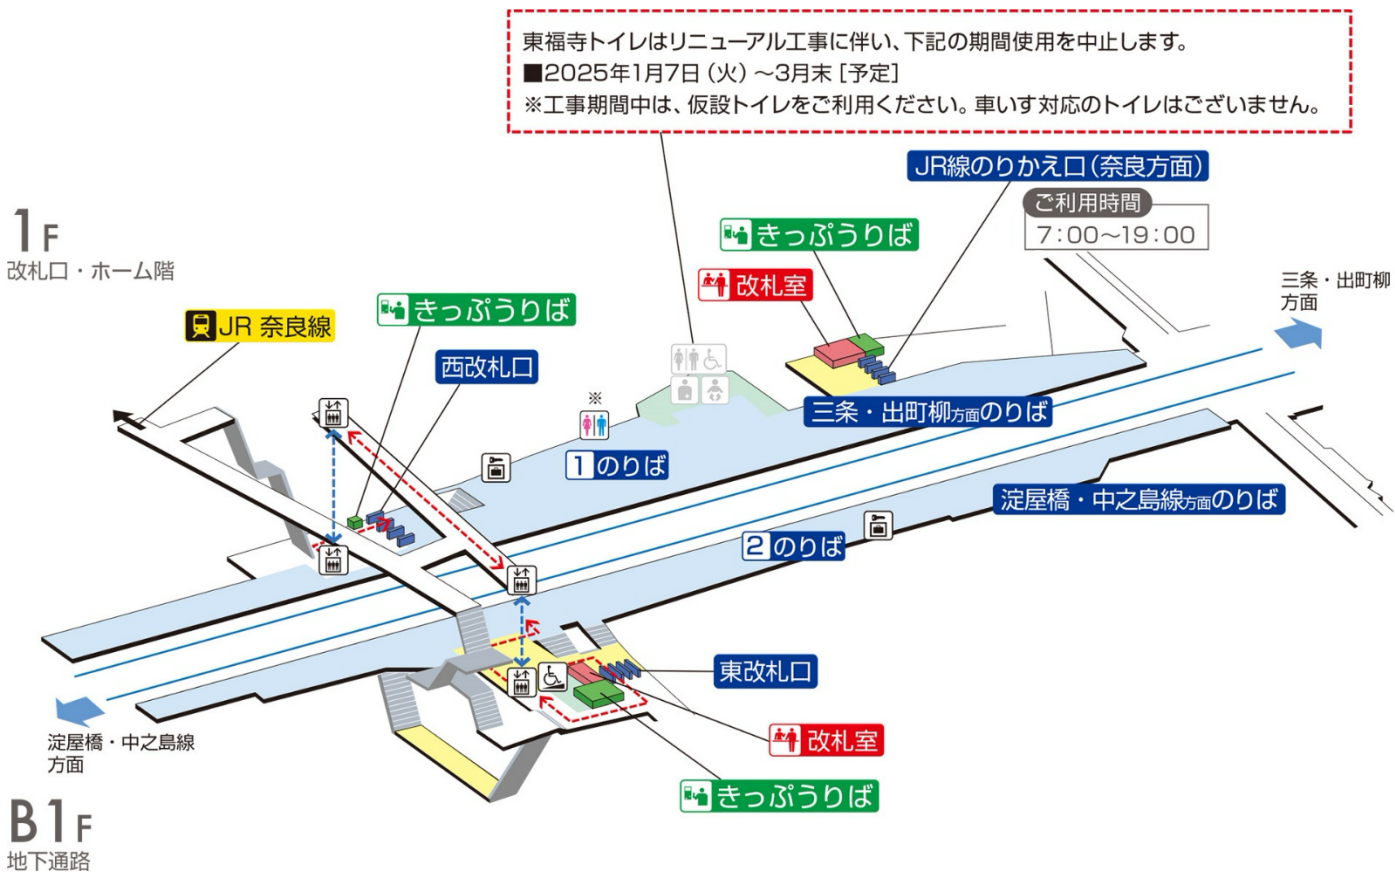 東福寺トイレはリニューアル工事に伴い、下記の期間使用を中止します。
■2025年1月7日（火）～3月末［予定］
※工事期間中は、仮設トイレをご利用ください。車いす対応のトイレはございません。
JR線のりかえ口（奈良方面）
ご利用時間
7：00～19：00
1F
改札口・ホーム階
きっぷうりば
改札室
三条・出町柳
方面
JR 奈良線
きっぷうりば
西改札口
※
三条・出町柳方面のりば
1 のりば
淀屋橋・中之島線方面のりば
2 のりば
東改札口
改札室
きっぷうりば
淀屋橋・中之島線
方面
B1F
地下通路